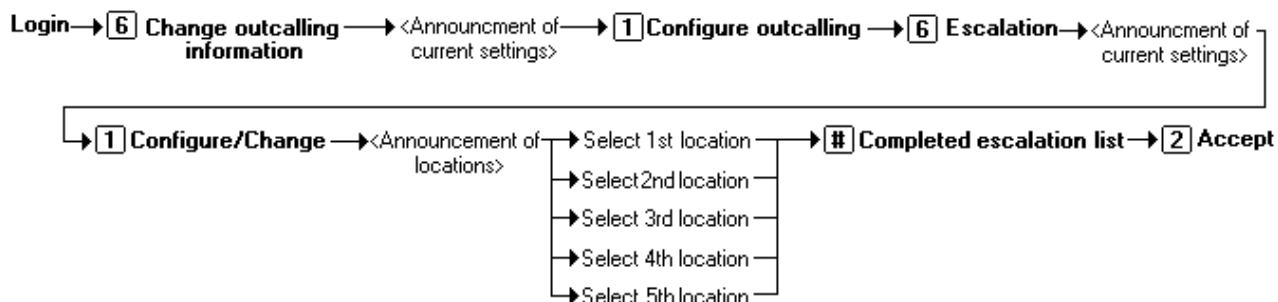 Login 6 Change outcalling information <Announcment of current settings> 1 Configure outcalling 6 Escalation <Announcment of current settings>
1 Configure/Change <Announcement of locations> Select 1st location # Completed escalation list 2 Accept
Select 2nd location
Select 3rd location
Select 4th location
Select 5th location